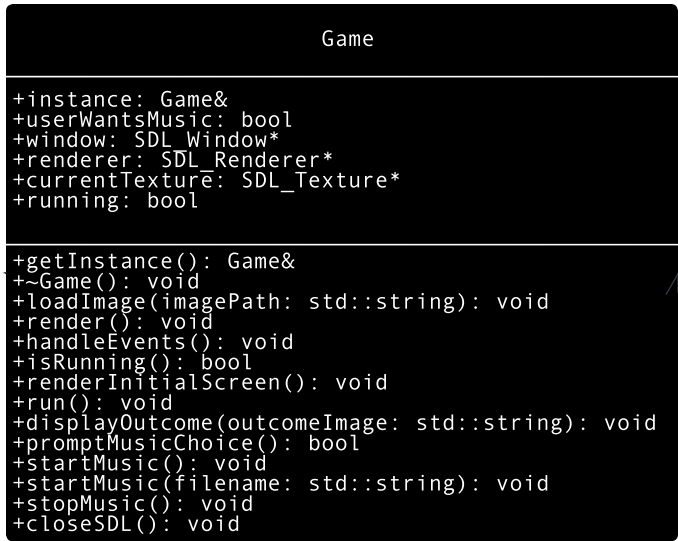 Game
+instance: Game&
+userWantsMusic: bool
+window: SDL_Window*
+renderer: SDL_Renderer*
+currentTexture: SDL_Texture*
+running: bool
+getInstance(): Game&
+~Game(): void
+loadImage(imagePath: std::string): void
+render(): void
+handleEvents(): void
+isRunning(): bool
+renderInitialScreen(): void
+run(): void
+displayOutcome(outcomeImage: std::string): void
+promptMusicChoice(): bool
+startMusic(): void
+startMusic(filename: std::string): void
+stopMusic(): void
+closeSDL(): void